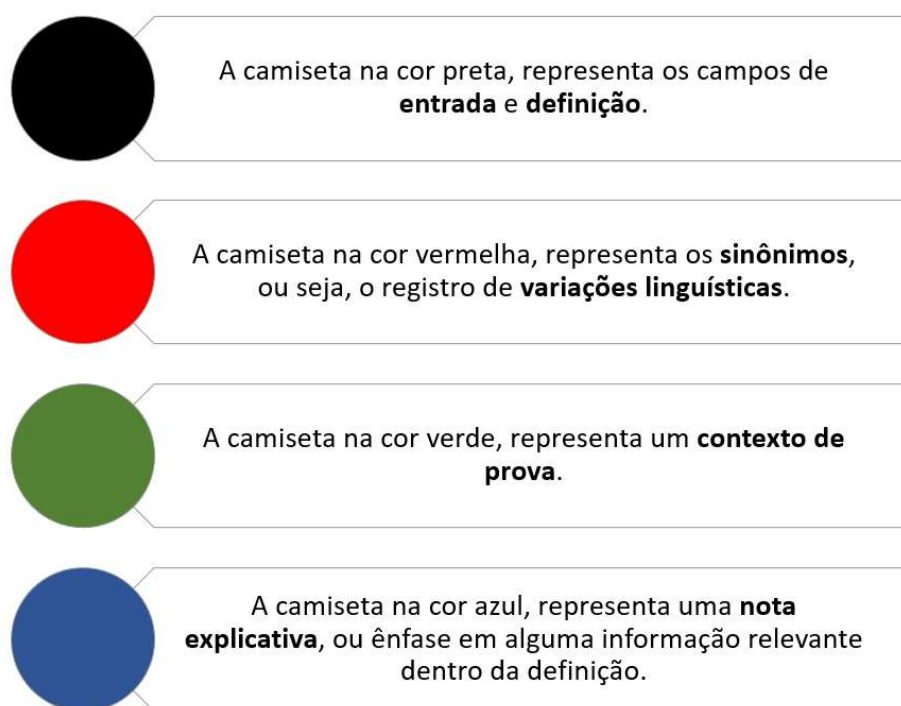 A camiseta na cor preta, representa os campos de
entrada e definição.
A camiseta na cor vermelha, representa os sinônimos,
ou seja, o registro de variações linguísticas.
A camiseta na cor verde, representa um contexto de
prova.
A camiseta na cor azul, representa uma nota
explicativa, ou ênfase em alguma informação relevante
dentro da definição.